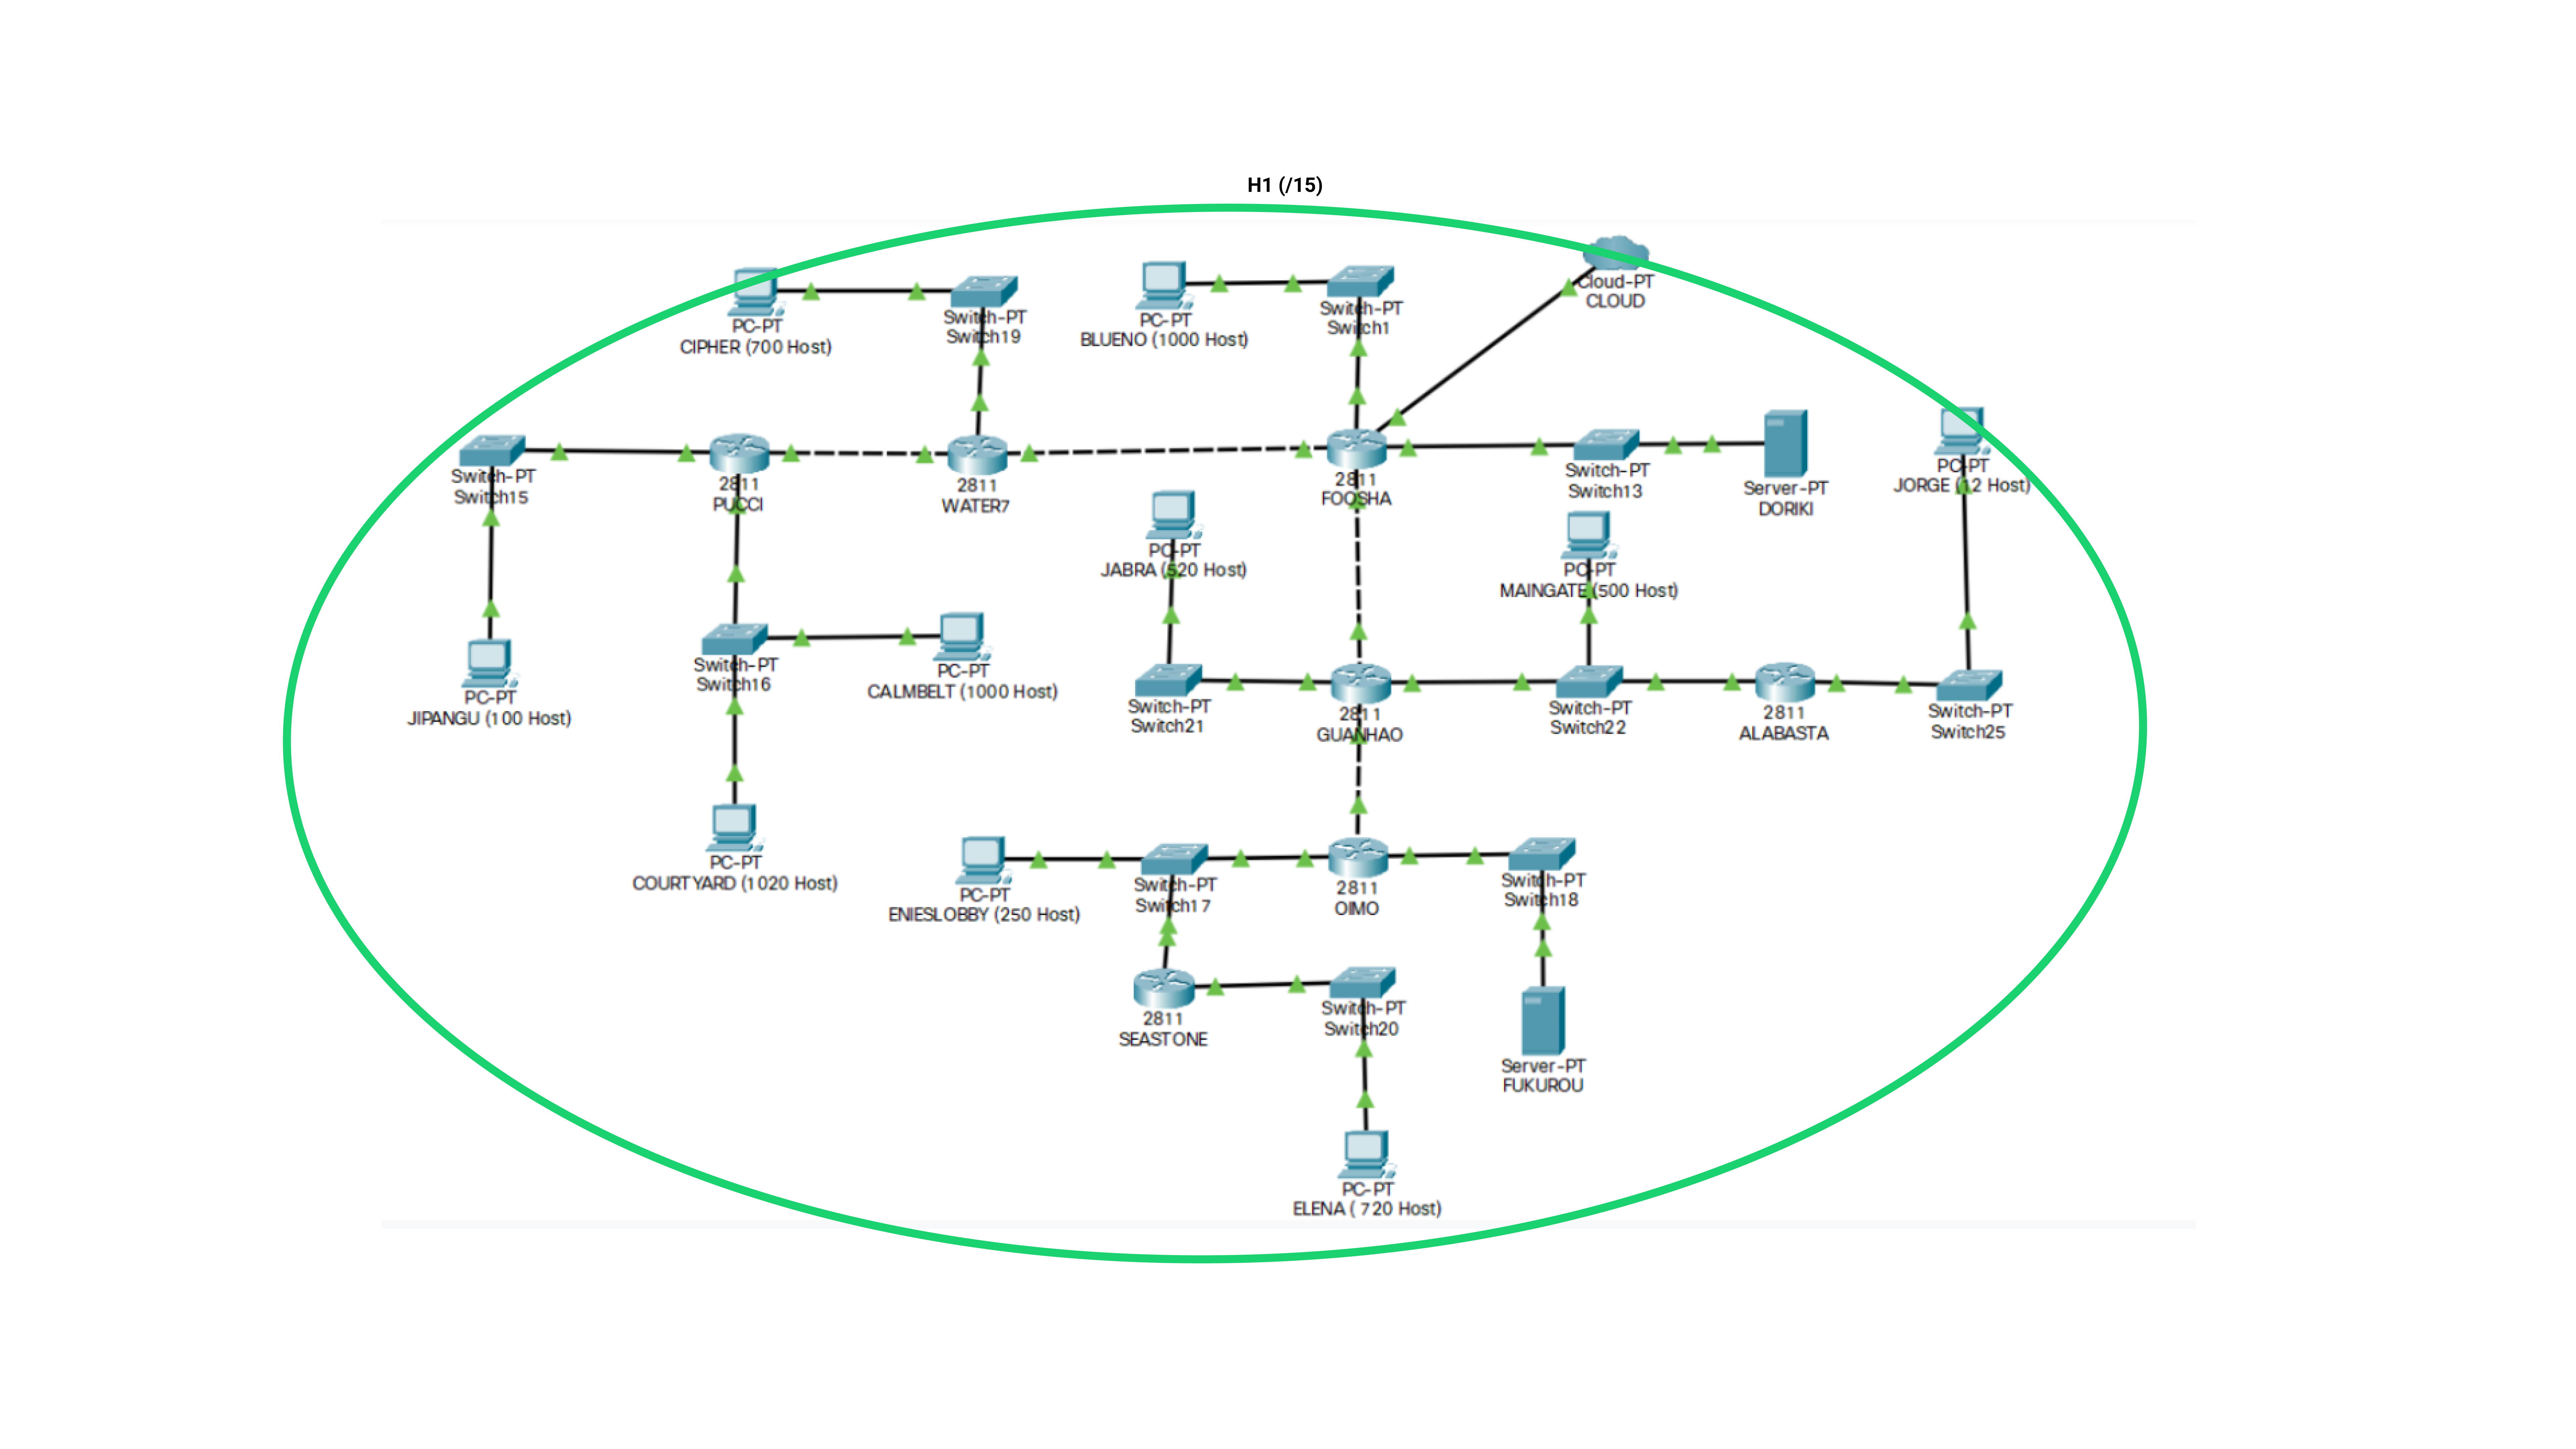 H1 (/15)
Cloud-PT
CLOUD
PC-PT
CIPHER (700 Host)
Switch-PT
Switch19
PC-PT
BLUENO (1000 Host)
Switch-PT
Switch1
Switch-PT
Switch15
2811
PUCCI
2811
WATER7
2811
FOOSHA
Switch-PT
Switch13
Server-PT
DORIKI
PC-PT
JORGE (12 Host)
PC-PT
JABRA (520 Host)
PC-PT
MAINGATE (500 Host)
PC-PT
JIPANGU (100 Host)
Switch-PT
Switch16
PC-PT
CALMBELT (1000 Host)
Switch-PT
Switch21
2811
GUANHAO
Switch-PT
Switch22
2811
ALABASTA
Switch-PT
Switch25
PC-PT
COURTYARD (1020 Host)
PC-PT
ENIESLOBBY (250 Host)
Switch-PT
Switch17
2811
OIMO
Switch-PT
Switch18
2811
SEASTONE
Switch-PT
Switch20
Server-PT
FUKUROU
PC-PT
ELENA ( 720 Host)